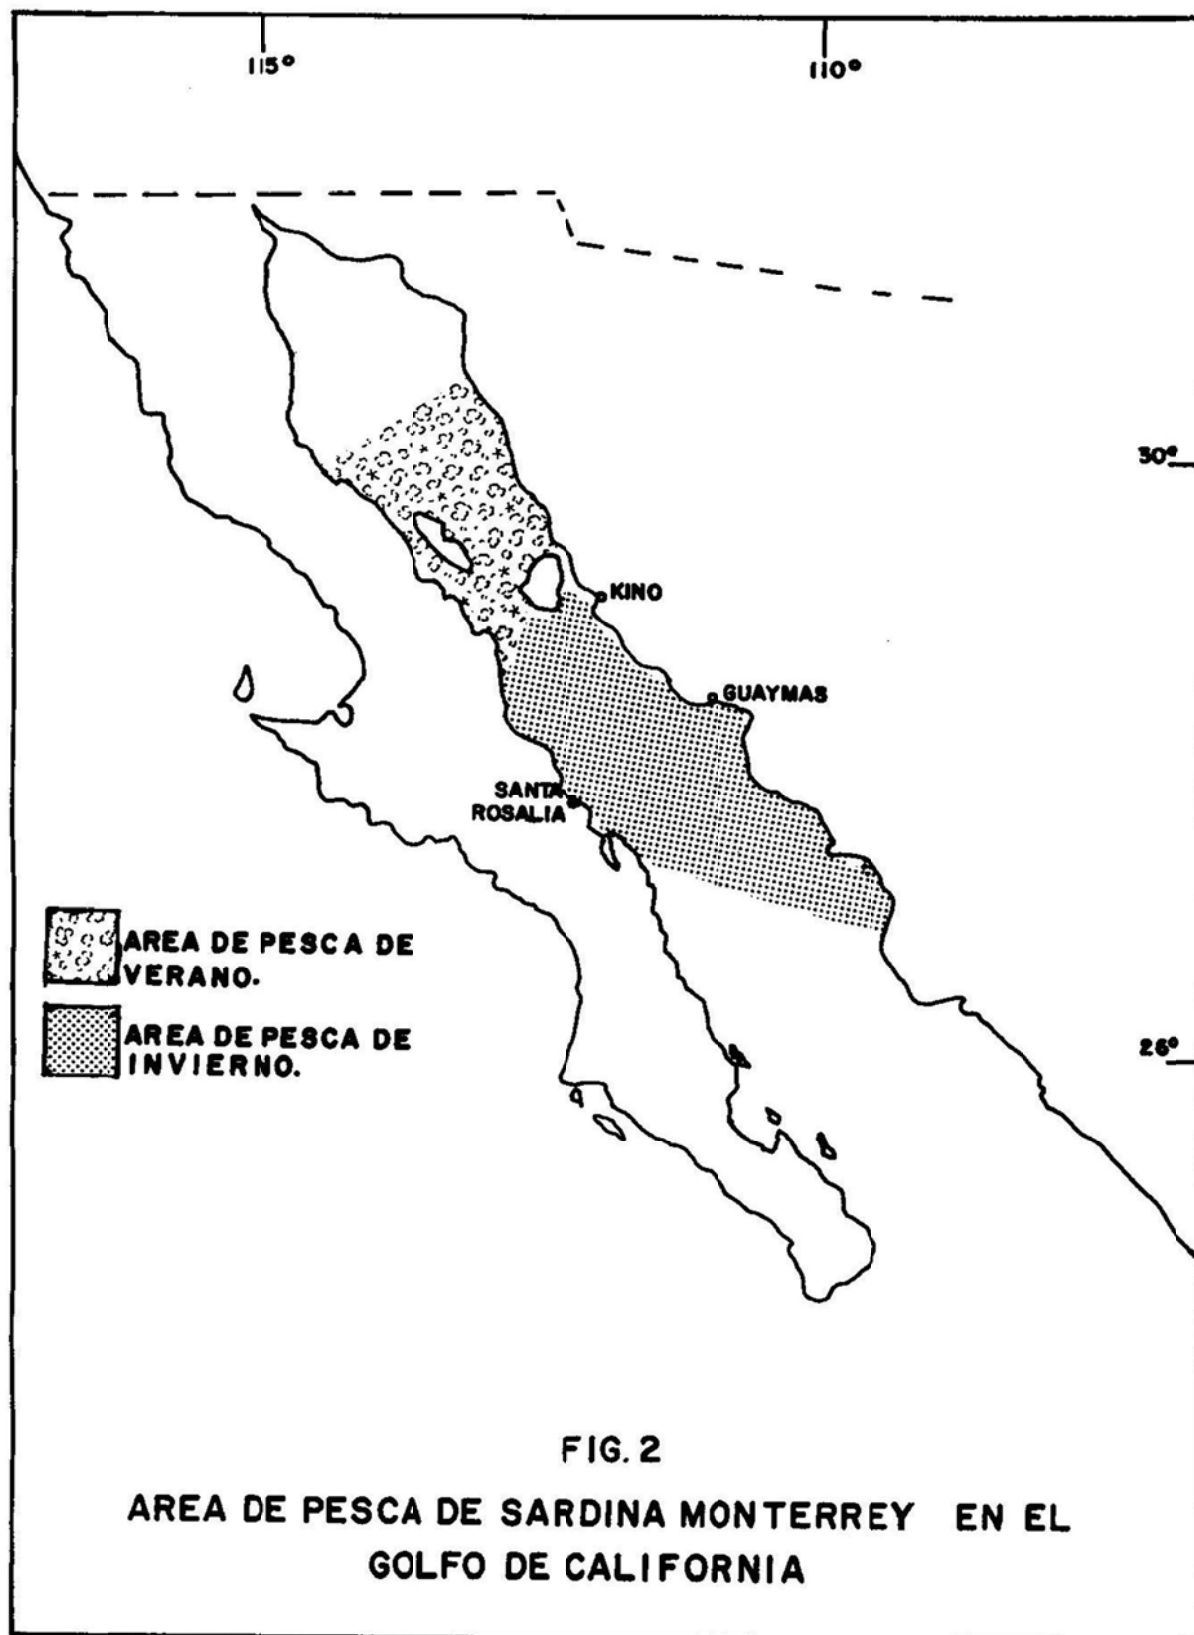 115°
110°
30°
KINO
GUAYMAS
SANTA
ROSALIA
AREA DE PESCA DE
VERANO.
AREA DE PESCA DE
INVIERNO.
26°
FIG. 2
AREA DE PESCA DE SARDINA MONTERREY EN EL
GOLFO DE CALIFORNIA